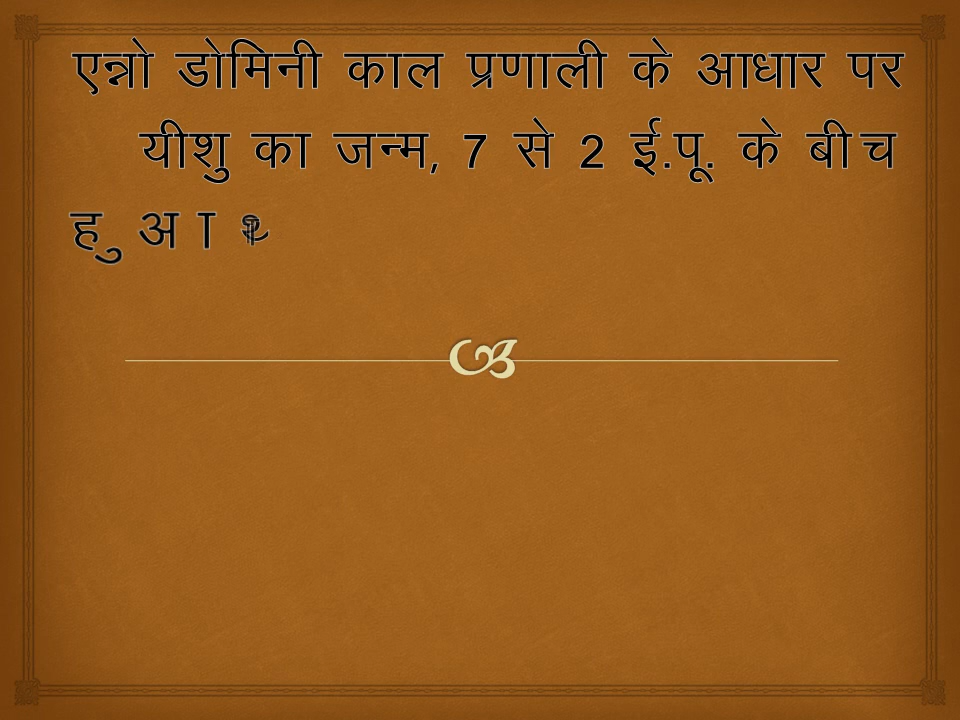 एन्नो डोमिनी काल प्रणाली के आधार पर
यीशु का जन्म, 7 से 2 ई.पू. के बीच
हुआ